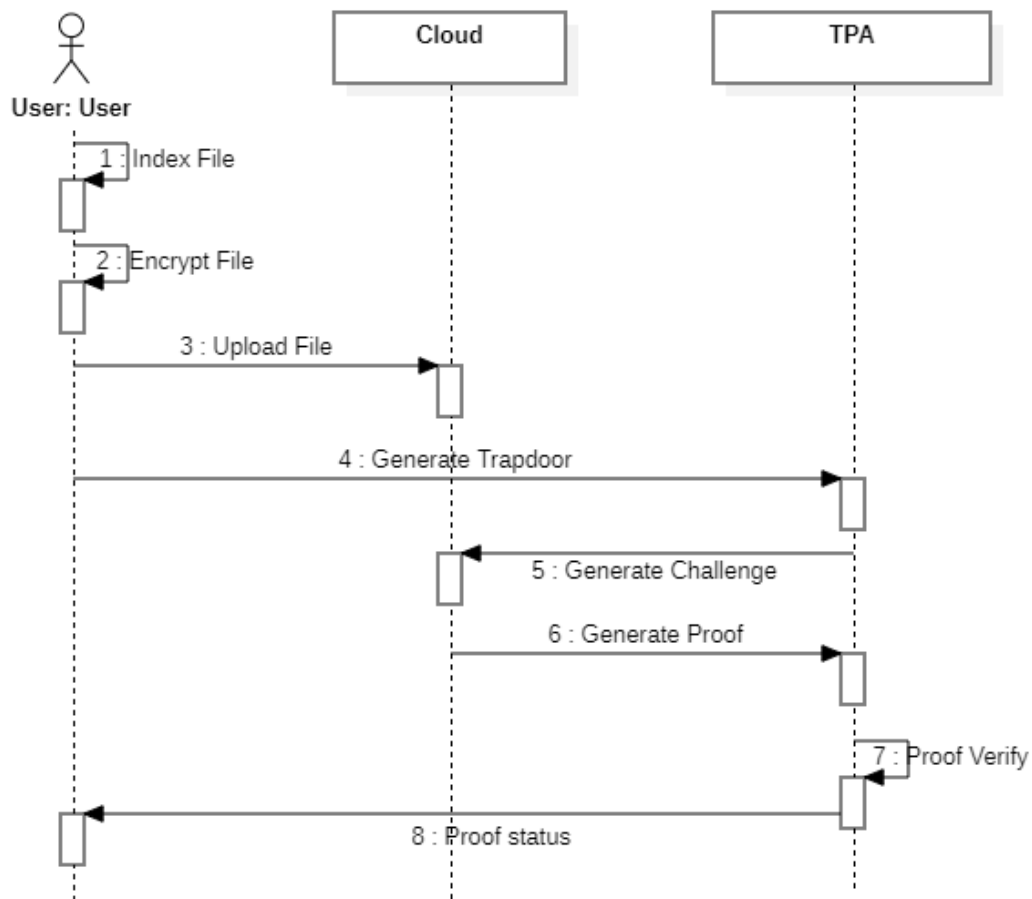 Cloud
TPA
User: User
1 : Index File
2 : Encrypt File
3 : Upload File
4 : Generate Trapdoor
5 : Generate Challenge
6 : Generate Proof
7 : Proof Verify
8 : Proof status